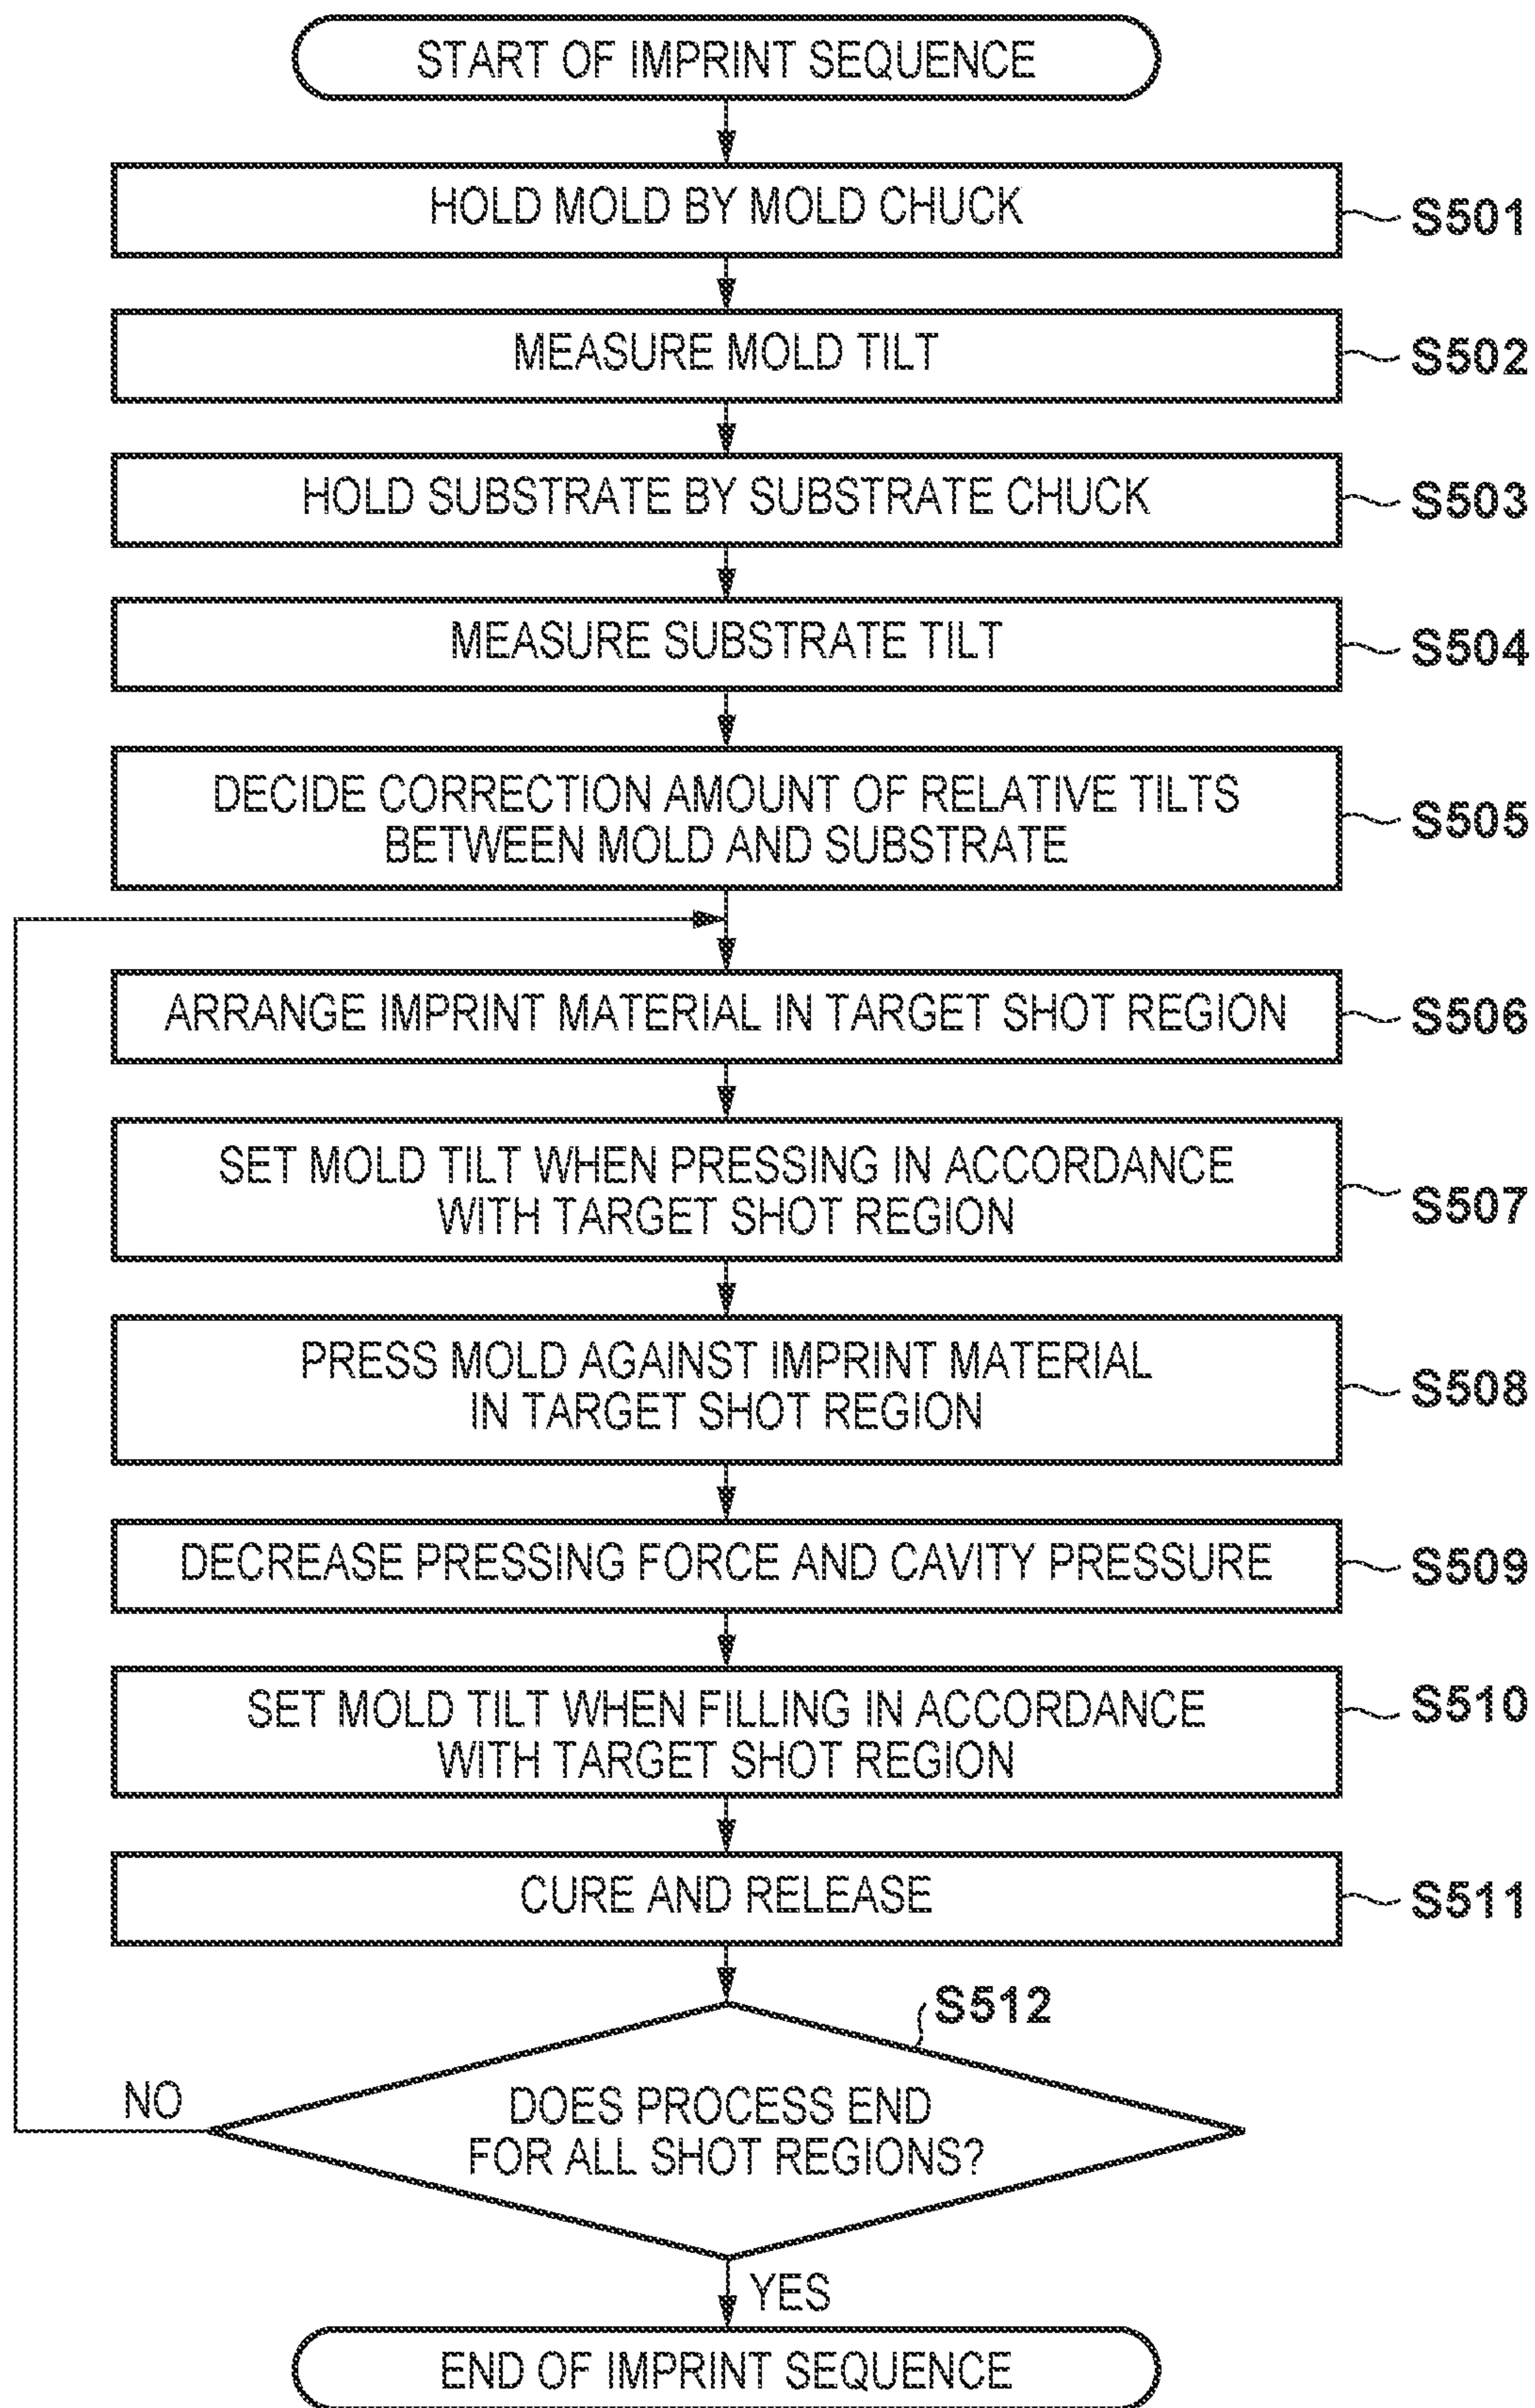 START OF IMPRINT SEQUENCE
HOLD MOLD BY MOLD CHUCK
S501
MEASURE MOLD TILT
S502
HOLD SUBSTRATE BY SUBSTRATE CHUCK
S503
MEASURE SUBSTRATE TILT
S504
DECIDE CORRECTION AMOUNT OF RELATIVE TILTS
BETWEEN MOLD AND SUBSTRATE
S505
ARRANGE IMPRINT MATERIAL IN TARGET SHOT REGION
S506
SET MOLD TILT WHEN PRESSING IN ACCORDANCE
WITH TARGET SHOT REGION
S507
PRESS MOLD AGAINST IMPRINT MATERIAL
IN TARGET SHOT REGION
S508
DECREASE PRESSING FORCE AND CAVITY PRESSURE
S509
SET MOLD TILT WHEN FILLING IN ACCORDANCE
WITH TARGET SHOT REGION
S510
CURE AND RELEASE
S511
S512
DOES PROCESS END
FOR ALL SHOT REGIONS?
NO
YES
END OF IMPRINT SEQUENCE